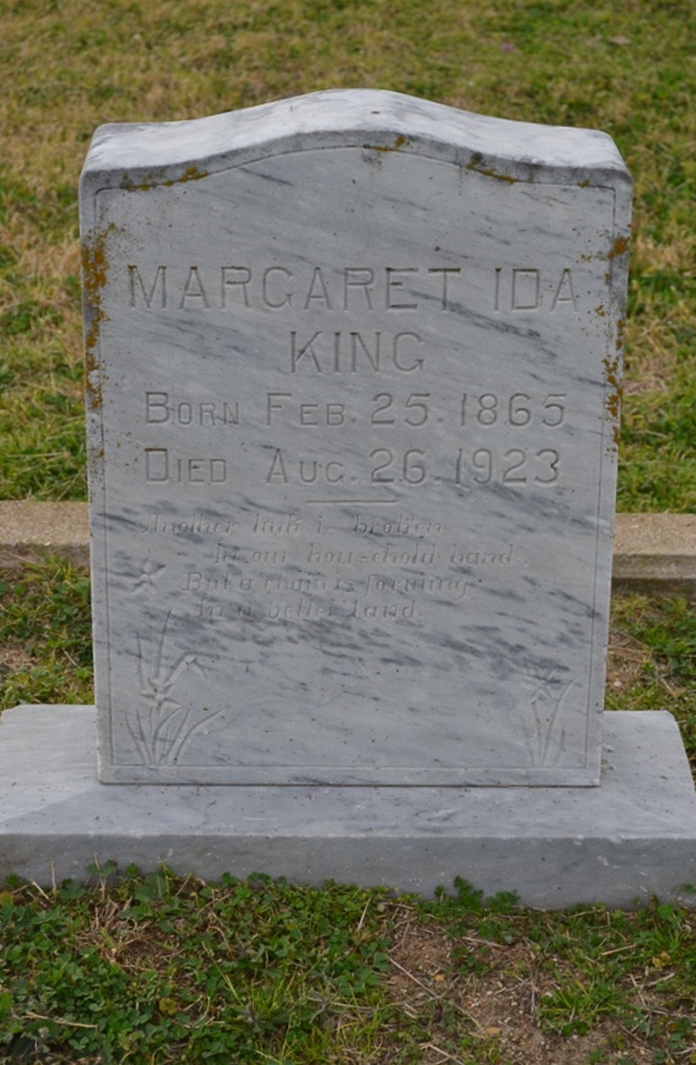 MARGARET IDA
KING
BORN FEB. 25. 1865
DIED AUG. 26. 1923
Another link is broken
In our household band
But a chain is forming
In a better land.